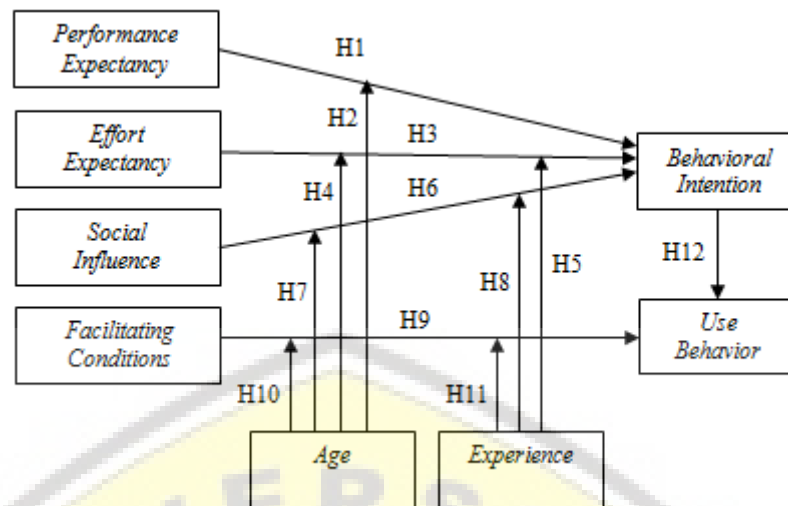 Performance
Expectancy
H1
H2
Effort
Expectancy
H3
Behavioral
Intention
H4
H6
Social
Influence
H12
H7
H8
H5
Facilitating
Conditions
H9
Use
Behavior
H10
H11
Age
Experience